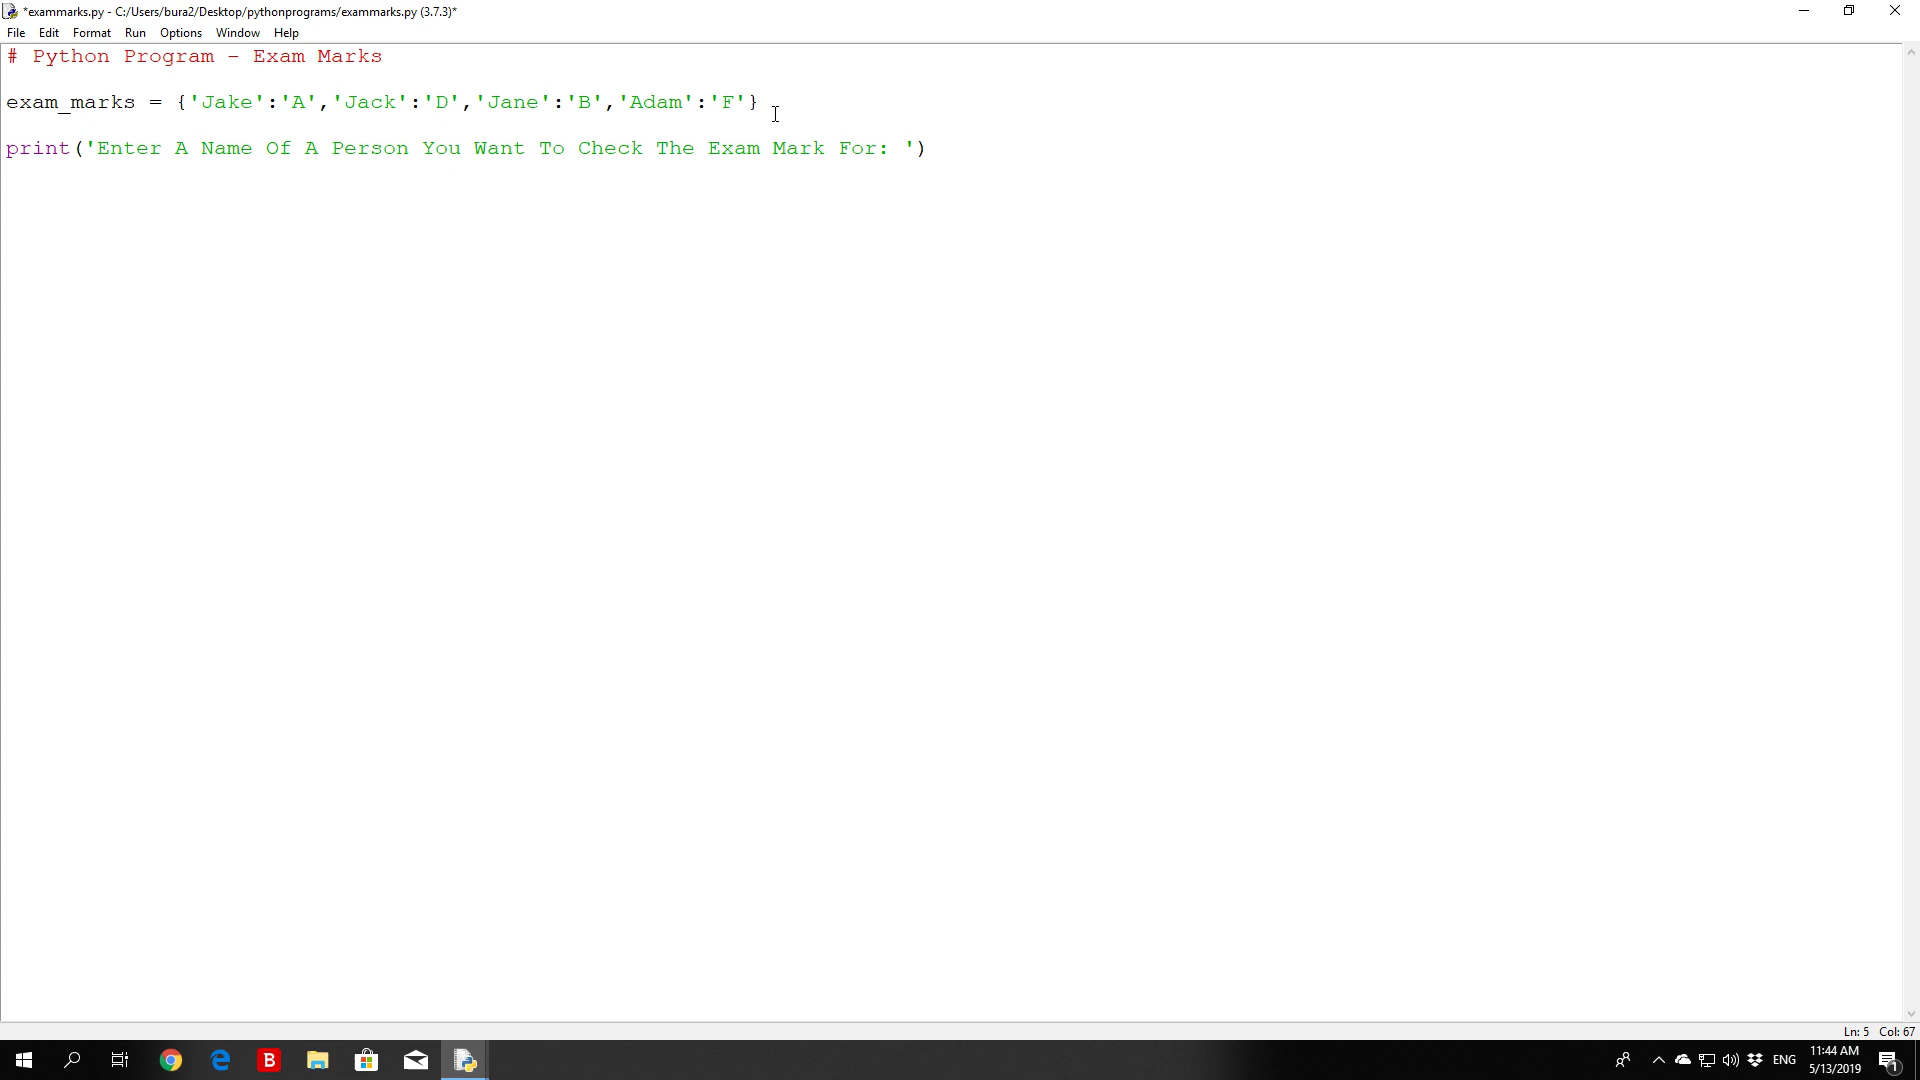 *exammarks.py - C:/Users/bura2/Desktop/pythonprograms/exammarks.py (3.7.3)*
File Edit Format Run Options Window Help
# Python Program - Exam Marks
exam_marks = {'Jake':'A','Jack':'D','Jane':'B','Adam':'F'}
print('Enter A Name Of A Person You Want To Check The Exam Mark For: ')
Ln: 5 Col: 67
B
ENG
11:44 AM
5/13/2019
1